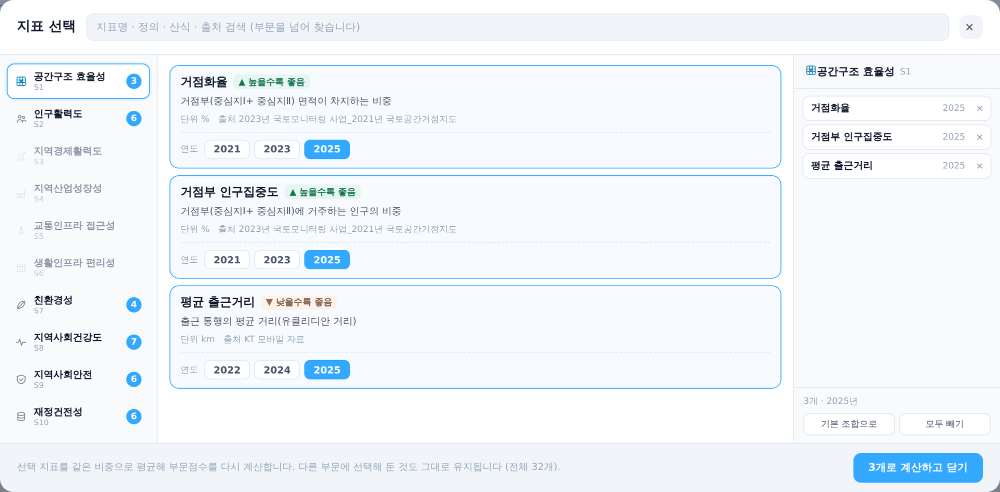 지표 선택
지표명 · 정의 · 산식 · 출처 검색 (부문을 넘어 찾습니다)
×
공간구조 효율성
S1
3
인구활력도
S2
6
지역경제활력도
S3
지역산업성장성
S4
교통인프라 접근성
S5
생활인프라 편리성
S6
친환경성
S7
4
지역사회건강도
S8
7
지역사회안전
S9
6
재정건전성
S10
6
거점화율 ▲ 높을수록 좋음
거점부(중심지Ⅰ+ 중심지Ⅱ) 면적이 차지하는 비중
단위 % 출처 2023년 국토모니터링 사업_2021년 국토공간거점지도
연도 2021 2023 2025
거점부 인구집중도 ▲ 높을수록 좋음
거점부(중심지Ⅰ+ 중심지Ⅱ)에 거주하는 인구의 비중
단위 % 출처 2023년 국토모니터링 사업_2021년 국토공간거점지도
연도 2021 2023 2025
평균 출근거리 ▼ 낮을수록 좋음
출근 통행의 평균 거리(유클리디안 거리)
단위 km 출처 KT 모바일 자료
연도 2022 2024 2025
공간구조 효율성 S1
거점화율 2025 ×
거점부 인구집중도 2025 ×
평균 출근거리 2025 ×
3개 · 2025년
기본 조합으로 모두 빼기
선택 지표를 같은 비중으로 평균해 부문점수를 다시 계산합니다. 다른 부문에 선택해 둔 것도 그대로 유지됩니다 (전체 32개).
3개로 계산하고 닫기